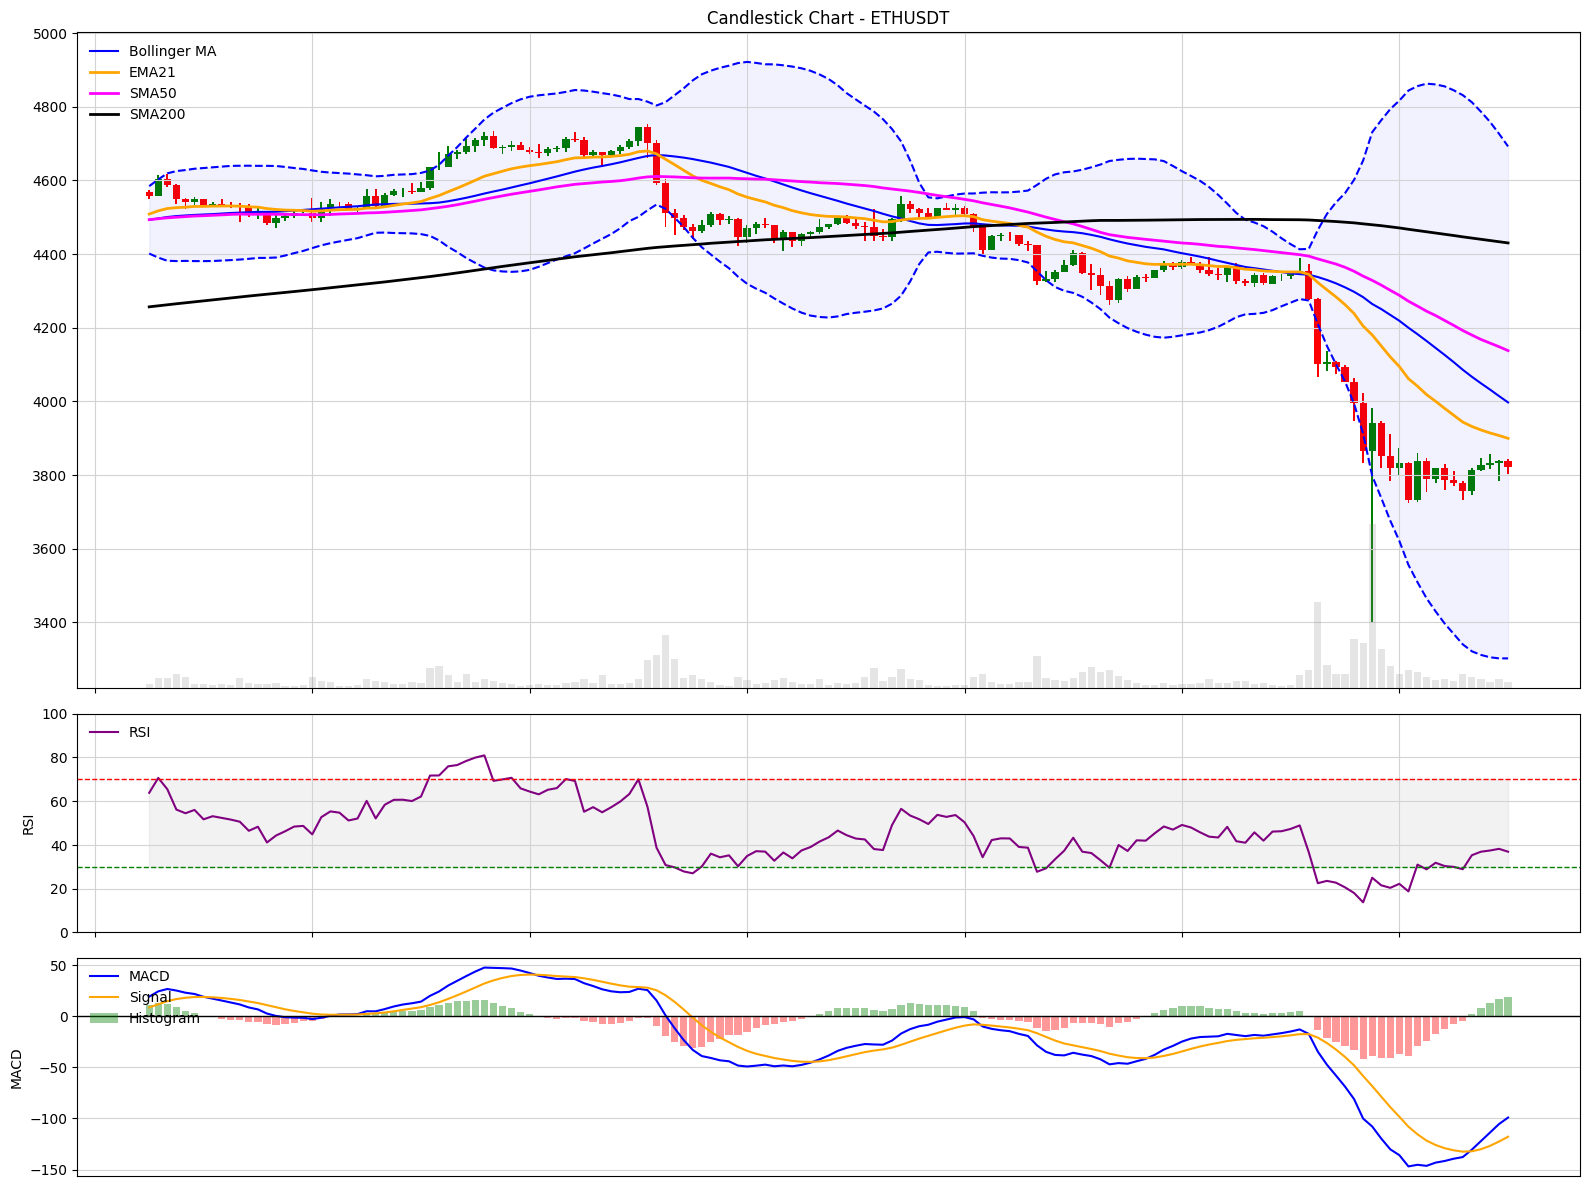 Candlestick Chart - ETHUSDT
5000
4800
4600
4400
4200
4000
3800
3600
3400
Bollinger MA
EMA21
SMA50
SMA200
100
80
60
40
20
0
RSI
RSI
50
0
−50
−100
−150
MACD
MACD
Signal
Histogram